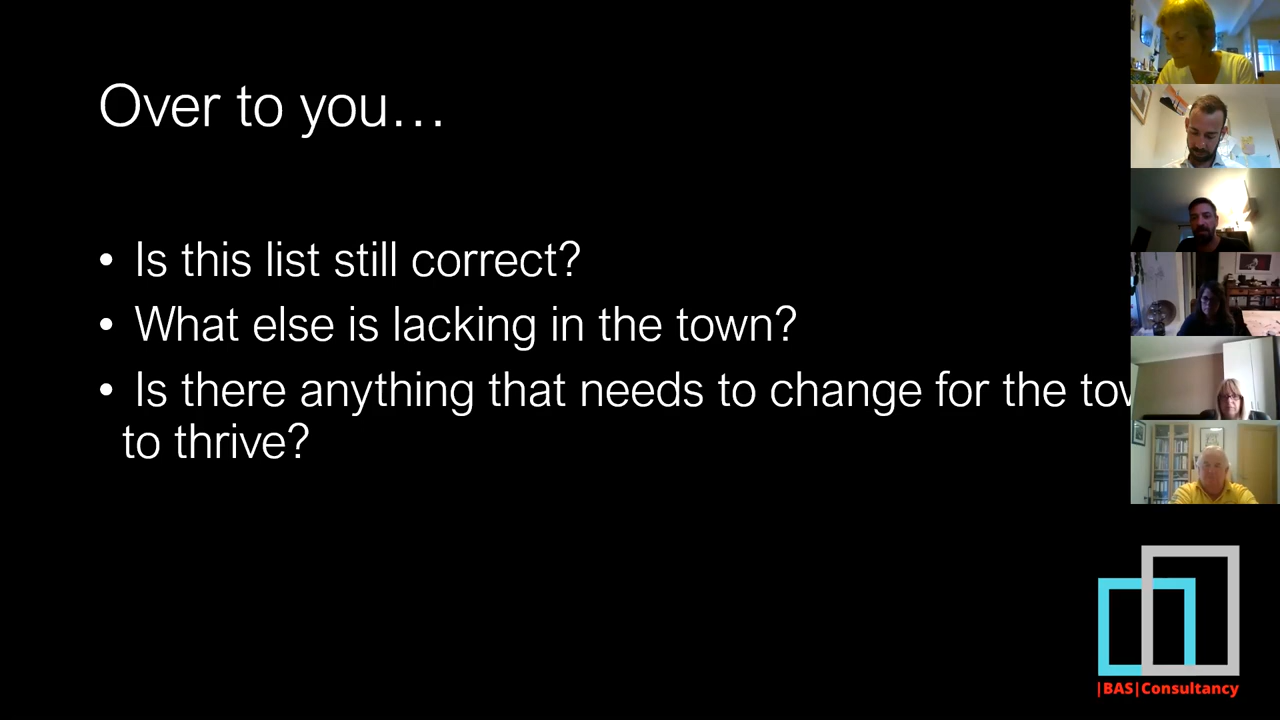 Over to you…
• Is this list still correct?
• What else is lacking in the town?
• Is there anything that needs to change for the
to thrive?
|BAS|Consultancy